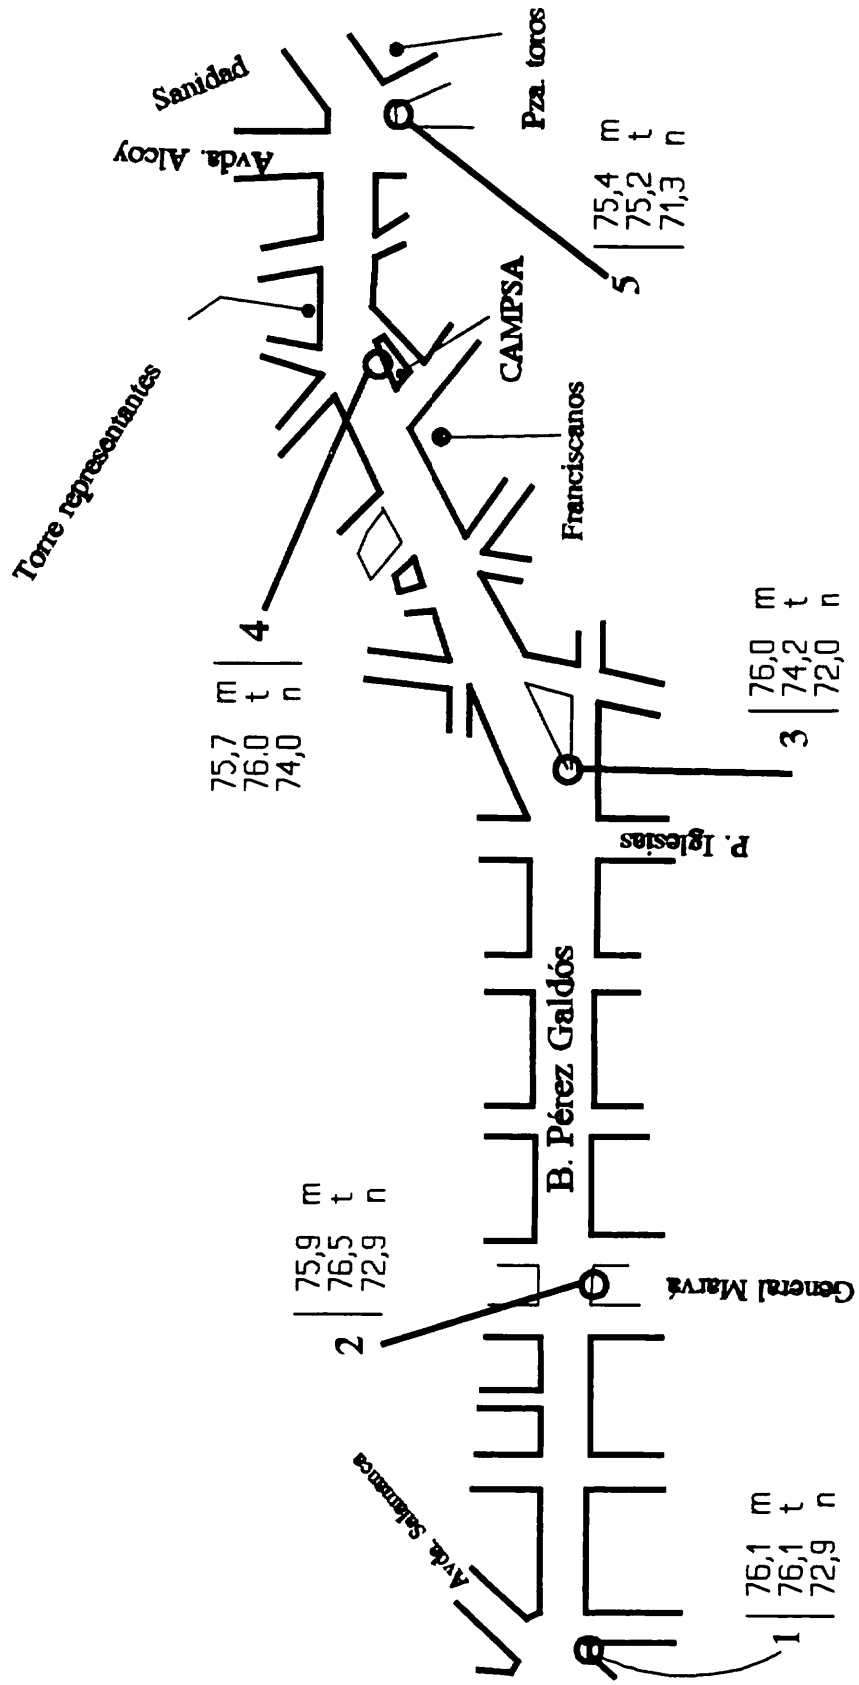 Sanidad
Avda. Alcoy
Pza. toros
Torre representantes
CAMPSA
Franciscanos
5
75,4 m
75,2 t
71,3 n
4
75,7 m
76.0 t
74,0 n
3
76,0 m
74,2 t
72,0 n
P. Iglesias
B. Pérez Galdós
2
75,9 m
76,5 t
72,9 n
General Marvá
Avda. Salamanca
1
76,1 m
76,1 t
72,9 n